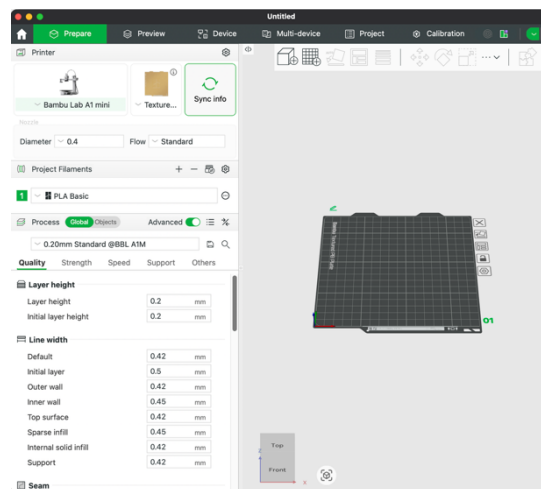 Untitled
Prepare
Preview
Device
Multi-device
Project
Calibration
Printer
Bambu Lab A1 mini
Texture...
Sync info
Nozzle
Diameter
0.4
Flow
Standard
Project Filaments
1
PLA Basic
Process
Global
Objects
Advanced
0.20mm Standard @BBL A1M
Quality
Strength
Speed
Support
Others
Layer height
Layer height 0.2 mm
Initial layer height 0.2 mm
Line width
Default 0.42 mm
Initial layer 0.5 mm
Outer wall 0.42 mm
Inner wall 0.45 mm
Top surface 0.42 mm
Sparse infill 0.45 mm
Internal solid infill 0.42 mm
Support 0.42 mm
Seam
01
Top
Front
z
x